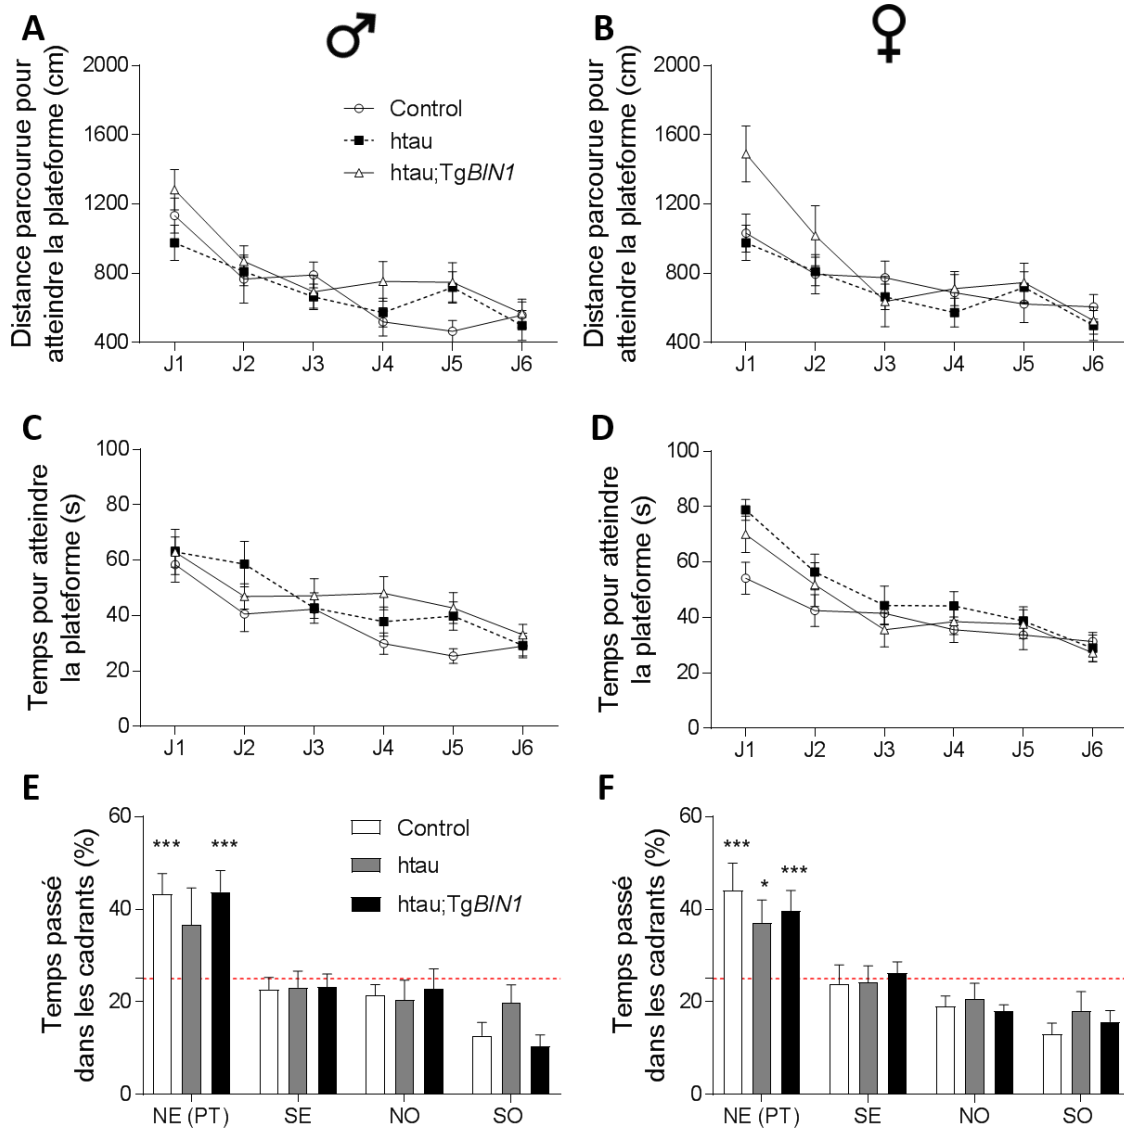 A
♂
Distance parcourue pour
atteindre la plateforme (cm)
2000
1600
1200
800
400
Control
htau
htau;TgBIN1
J1 J2 J3 J4 J5 J6
B
♀
Distance parcourue pour
atteindre la plateforme (cm)
2000
1600
1200
800
400
J1 J2 J3 J4 J5 J6
C
Temps pour atteindre
la plateforme (s)
100
80
60
40
20
0
J1 J2 J3 J4 J5 J6
D
Temps pour atteindre
la plateforme (s)
100
80
60
40
20
0
J1 J2 J3 J4 J5 J6
E
Temps passé
dans les cadrants (%)
60
40
20
0
*** ***
Control
htau
htau;TgBIN1
NE (PT) SE NO SO
F
Temps passé
dans les cadrants (%)
60
40
20
0
*** * ***
NE (PT) SE NO SO